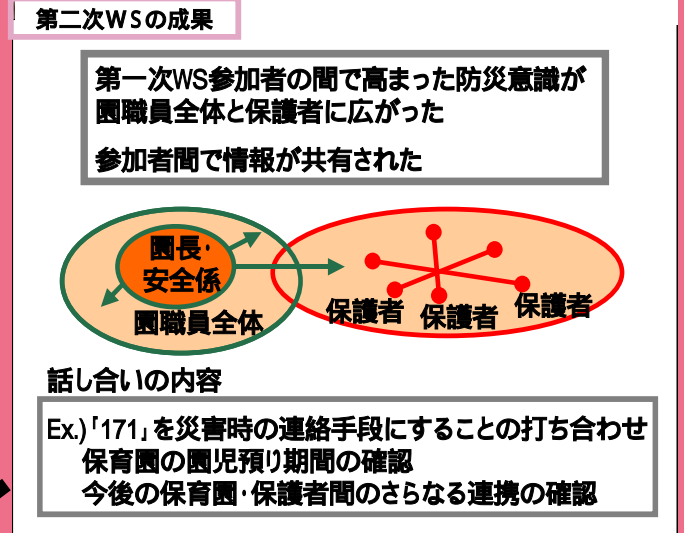 第二次WSの成果
第一次WS参加者の間で高まった防災意識が
園職員全体と保護者に広がった
参加者間で情報が共有された
園長・
安全係
園職員全体
保護者
保護者
保護者
話し合いの内容
Ex.)「171」を災害時の連絡手段にすることの打ち合わせ
保育園の園児預り期間の確認
今後の保育園・保護者間のさらなる連携の確認